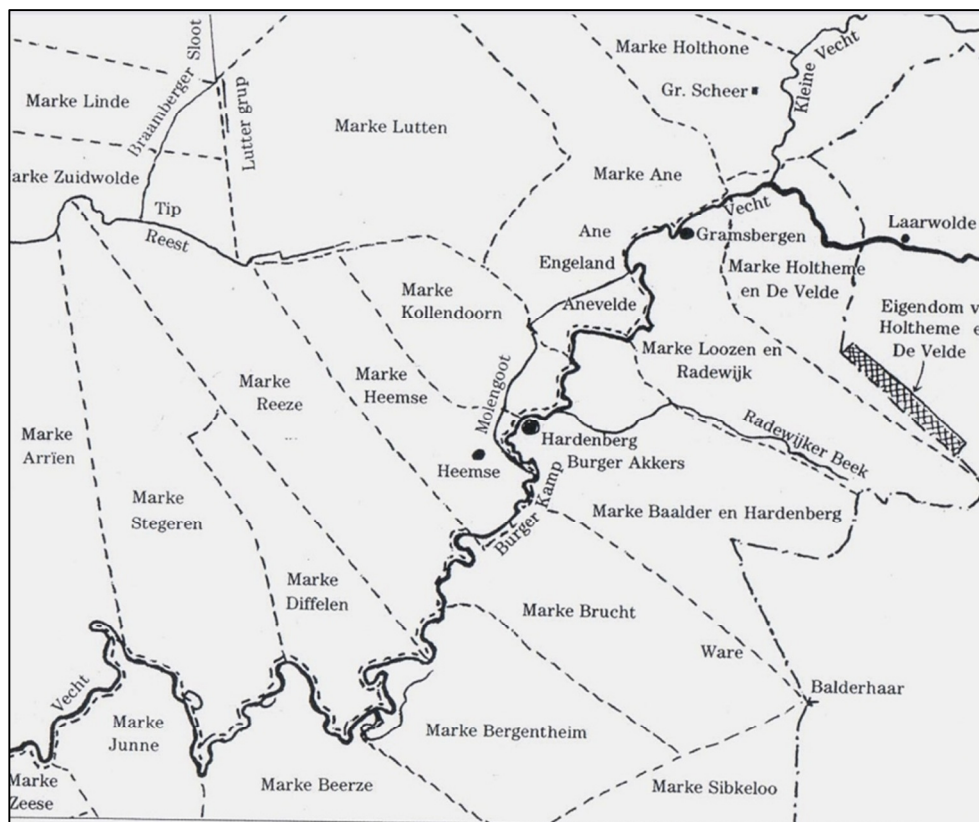 Marke Holthone
Kleine Vecht
Gr. Scheer
Braamberger Sloot
Lutter grup
Marke Linde
Marke Lutten
Marke Zuidwolde
Marke Ane
Tip
Reest
Vecht
Ane
Gramsbergen
Laarwolde
Engeland
Marke Holtheme
en De Velde
Anevelde
Marke
Kollendoorn
Eigendom v
Holtheme e
De Velde
Marke Loozen en
Radewijk
Marke
Reeze
Marke
Heemse
Molengoot
Radewijker Beek
Marke
Arrïen
Hardenberg
Burger Akkers
Heemse
Marke
Stegeren
Burger Kamp
Marke Baalder en Hardenberg
Marke
Diffelen
Marke Brucht
Ware
Balderhaar
Vecht
Marke
Junne
Marke Bergentheim
Marke
Zeese
Marke Beerze
Marke Sibkeloo